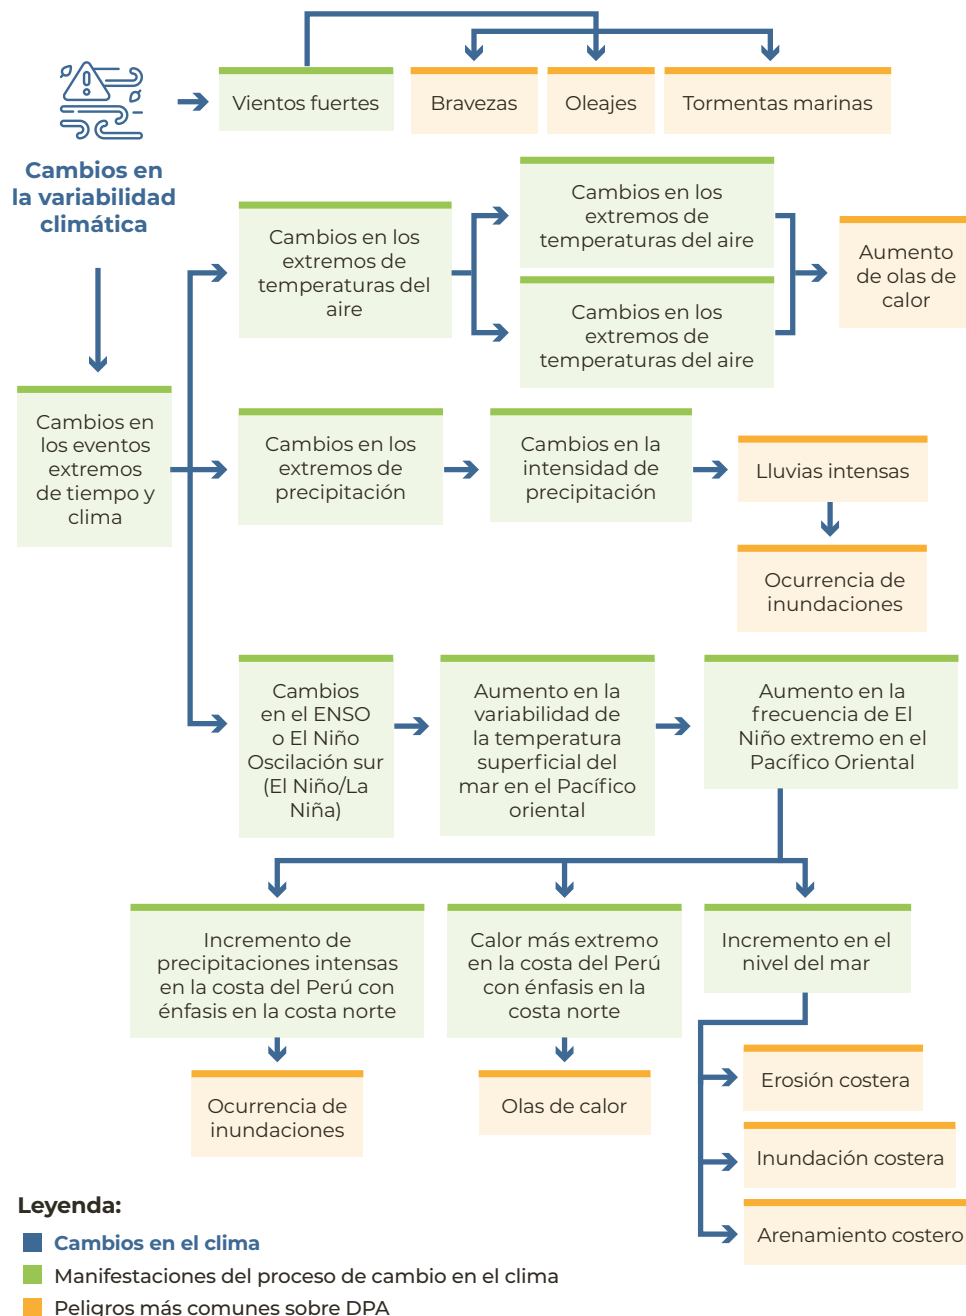 Vientos fuertes
Bravezas
Oleajes
Tormentas marinas
Cambios en
la variabilidad
climática
Cambios en los
extremos de
temperaturas del
aire
Cambios en los
extremos de
temperaturas del aire
Cambios en los
extremos de
temperaturas del aire
Aumento
de olas de
calor
Cambios en
los eventos
extremos
de tiempo y
clima
Cambios en los
extremos de
precipitación
Cambios en la
intensidad de
precipitación
Lluvias intensas
Ocurrencia de
inundaciones
Cambios
en el ENSO
o El Niño
Oscilación sur
(El Niño/La
Niña)
Aumento en la
variabilidad de
la temperatura
superficial del
mar en el Pacífico
oriental
Aumento en la
frecuencia de El
Niño extremo en el
Pacífico Oriental
Incremento de
precipitaciones intensas
en la costa del Perú con
énfasis en la costa norte
Calor más extremo
en la costa del Perú
con énfasis en la
costa norte
Incremento en el
nivel del mar
Ocurrencia de
inundaciones
Olas de calor
Erosión costera
Inundación costera
Arenamiento costero
Leyenda:
Cambios en el clima
Manifestaciones del proceso de cambio en el clima
Peligros más comunes sobre DPA